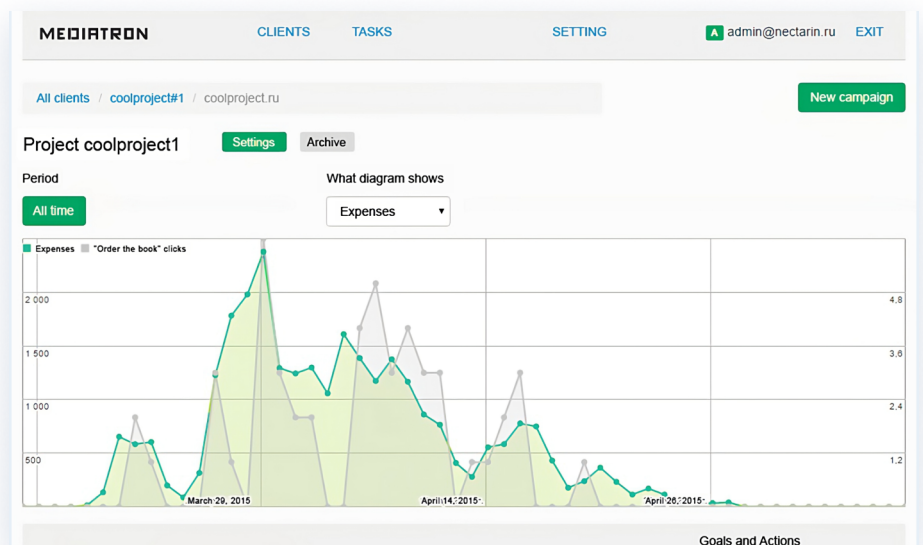 MEDIATRON CLIENTS TASKS SETTING A admin@nectarin.ru EXIT
All clients / coolproject#1 / coolproject.ru New campaign
Project coolproject1 Settings Archive
Period What diagram shows
All time Expenses
Expenses "Order the book" clicks
2 000 4,8
1 500 3,6
1 000 2,4
500 1,2
March 29, 2015 April 14, 2015 April 26, 2015
Goals and Actions